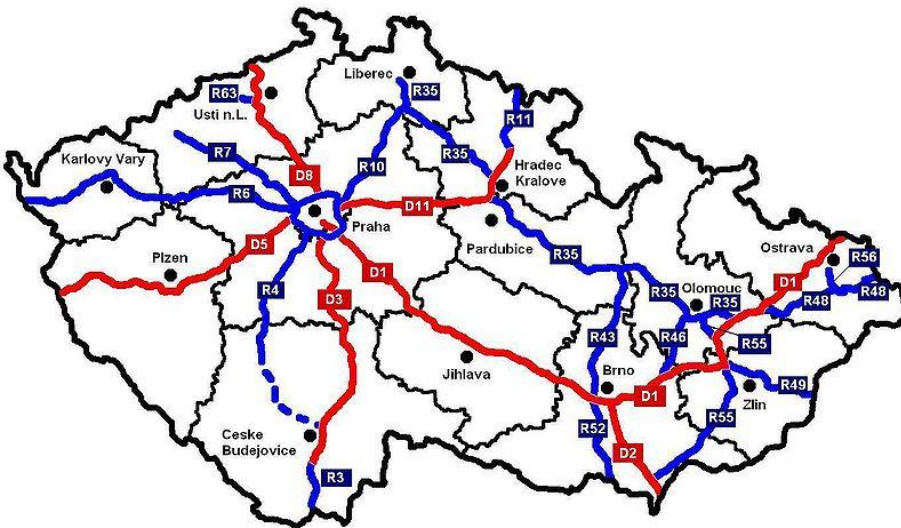 Liberec
R35
R63
Usti n.L.
R11
R7
R35
Karlovy Vary
D8
R10
Hradec
Kralove
R6
D11
Praha
Pardubice
D5
Plzen
R35
Ostrava
R56
R4
D1
D1
D3
R35
Olomouc
R35
R48
R48
R43
R46
R55
Jihlava
Brno
D1
R49
Zlin
R55
R52
Ceske
Budejovice
D2
R3